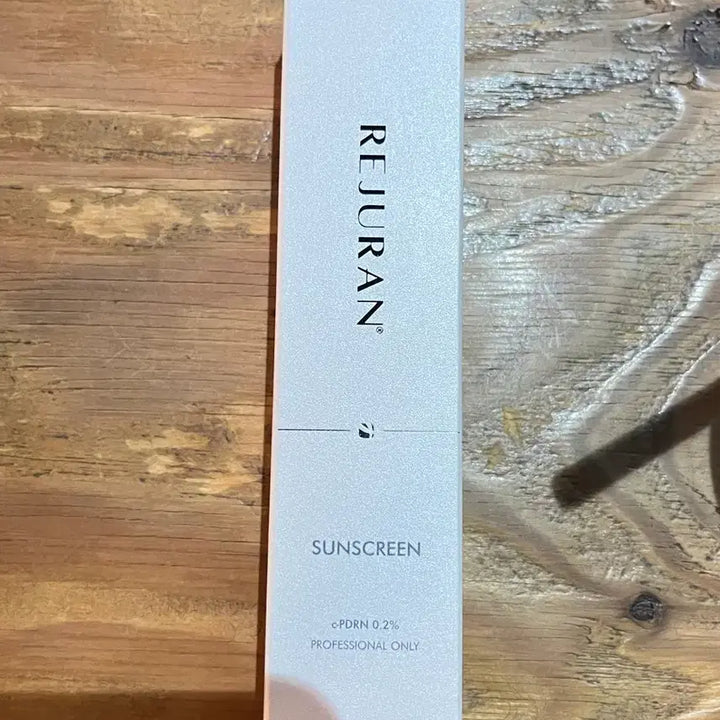 REJURAN®
SUNSCREEN
c-PDRN 0.2%
PROFESSIONAL ONLY